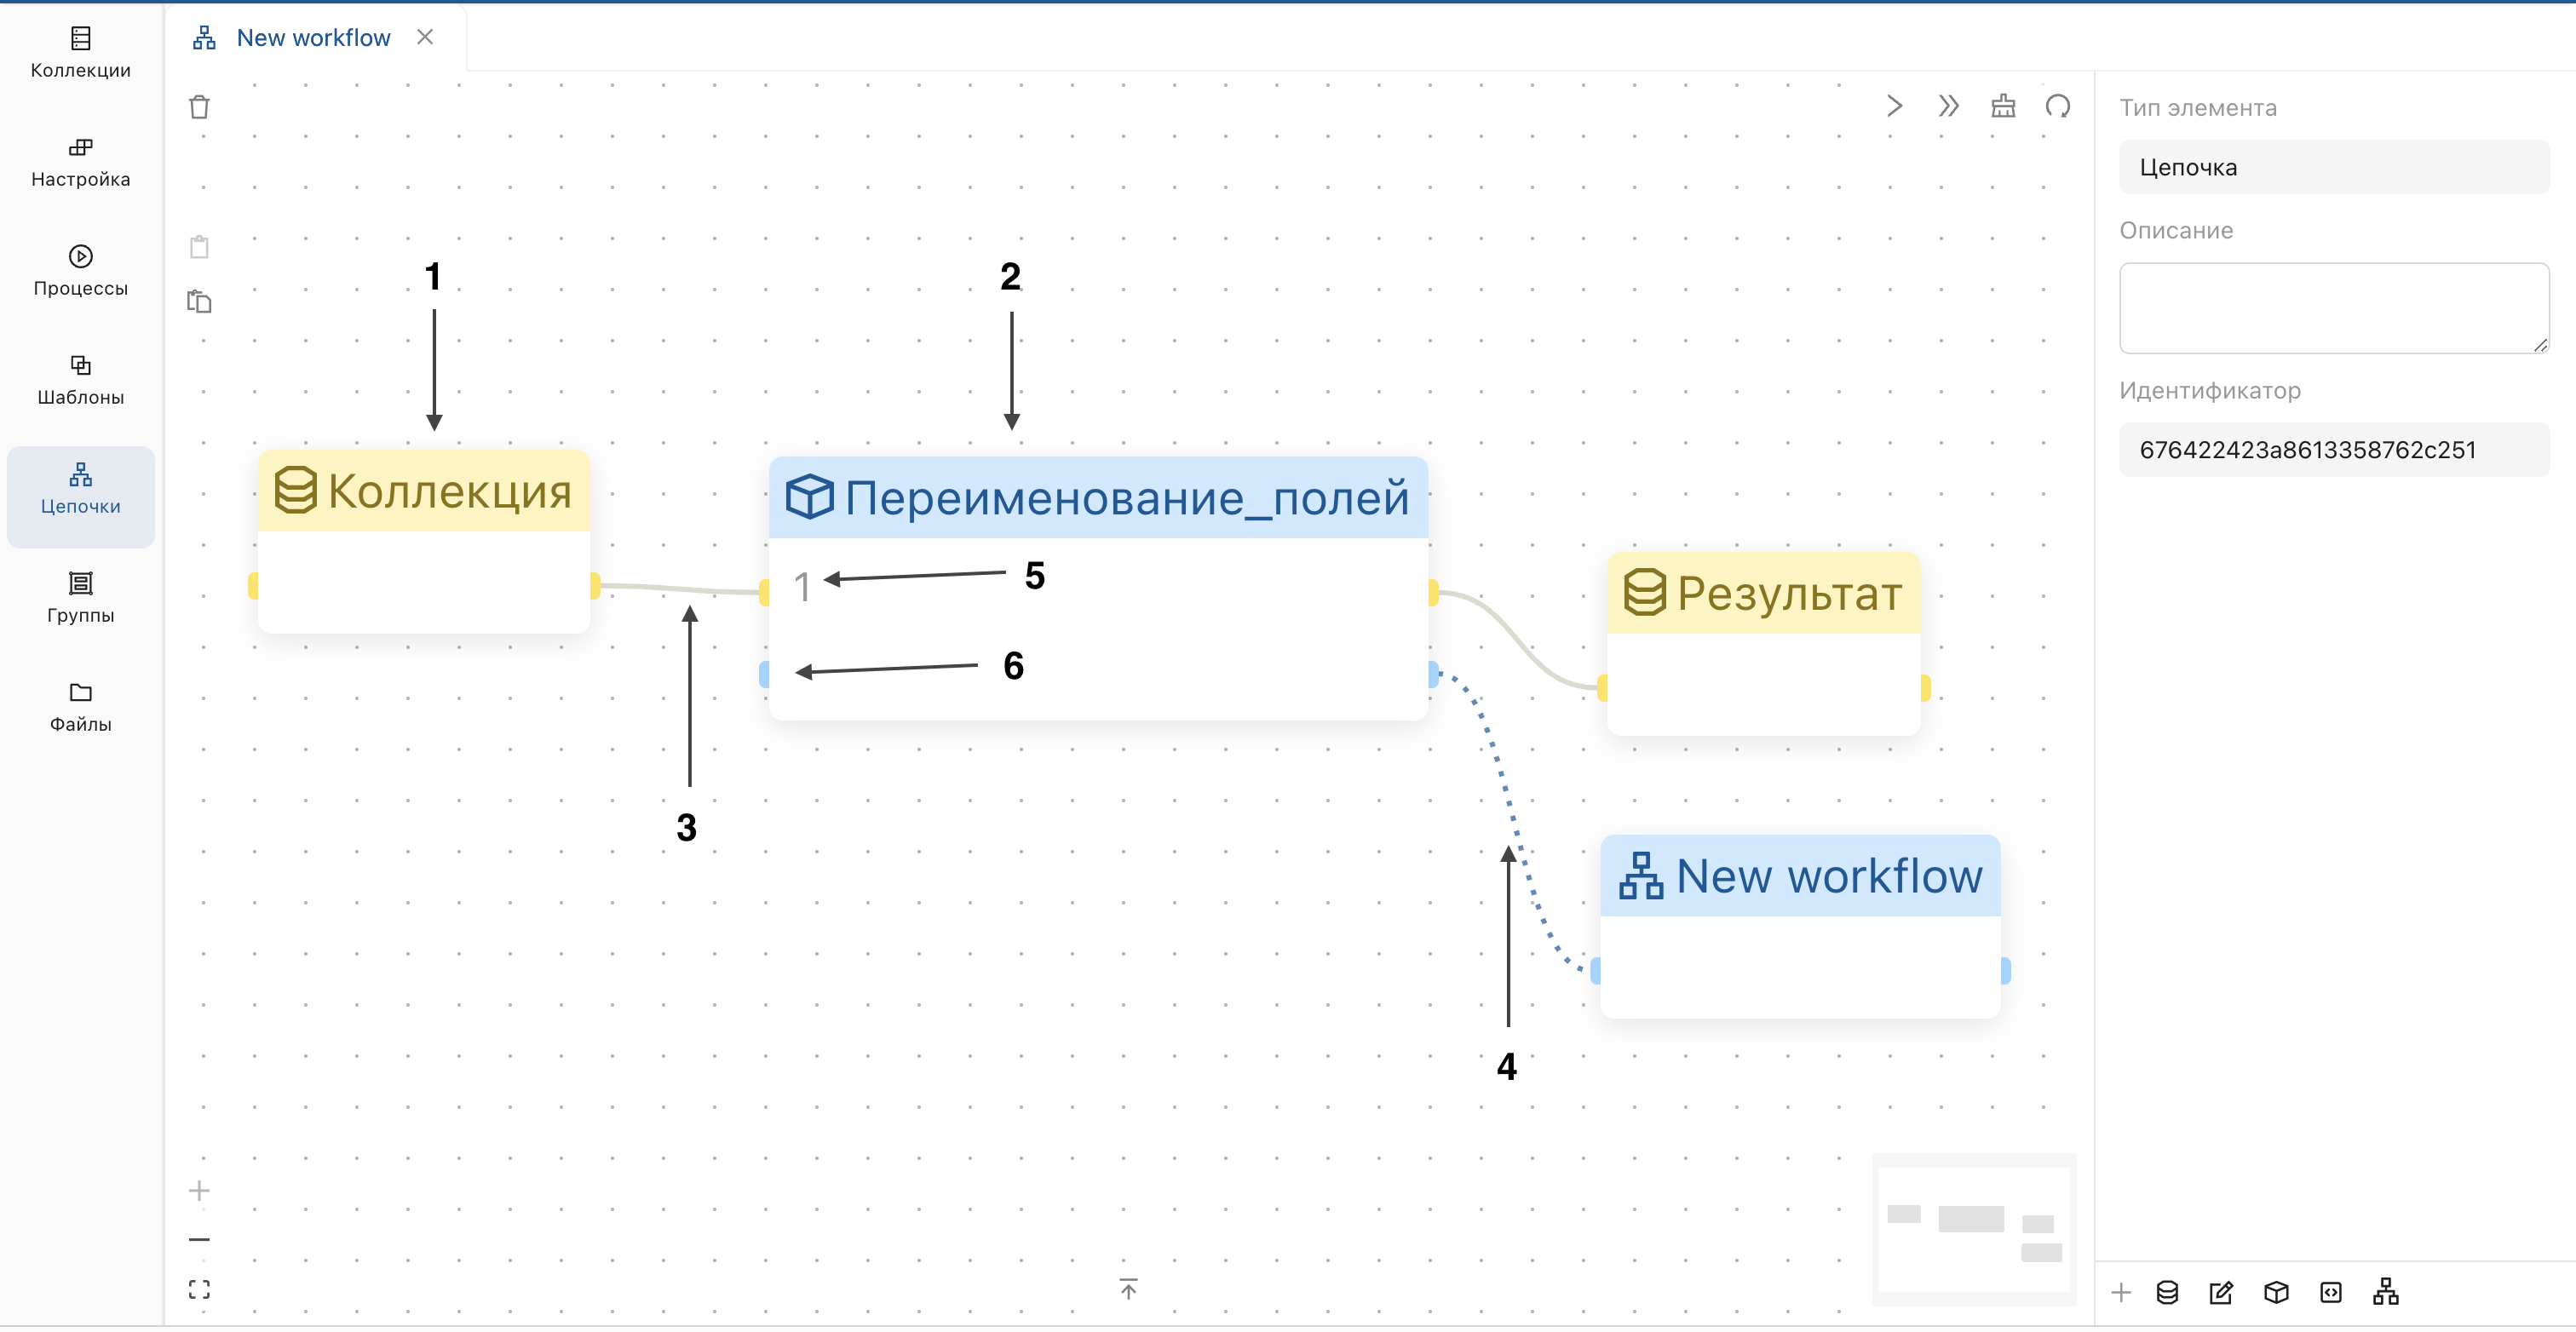 New workflow
Коллекции
Настройка
Процессы
Шаблоны
Цепочки
Группы
Файлы
1
2
Коллекция
Переименование_полей
1
5
6
3
Результат
New workflow
4
Тип элемента
Цепочка
Описание
Идентификатор
676422423a8613358762c251